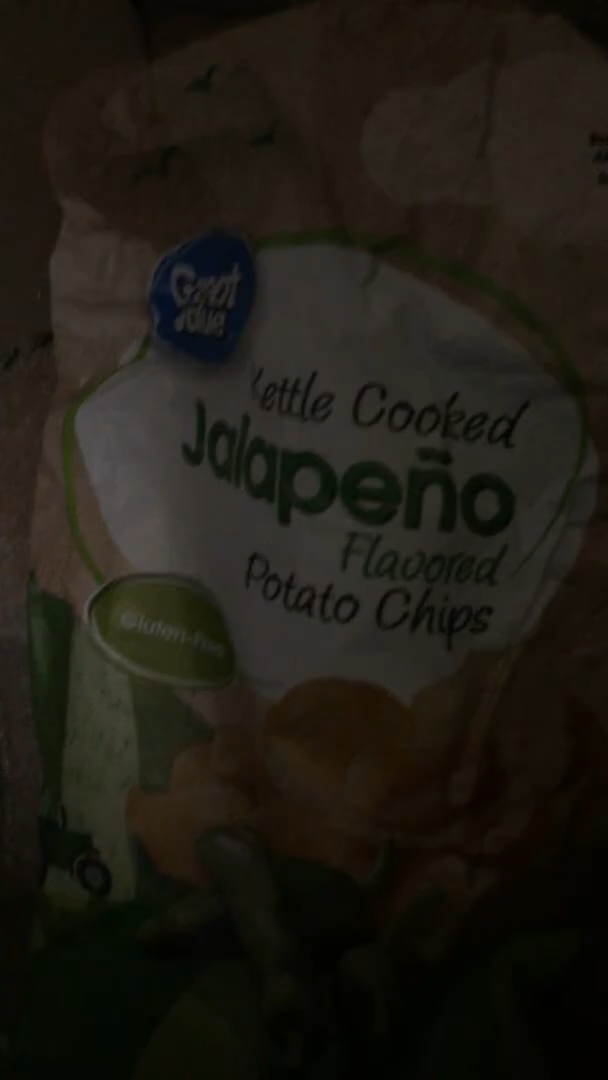 Great
Value
Kettle Cooked
Jalapeño
Flavored
Potato Chips
Gluten-free